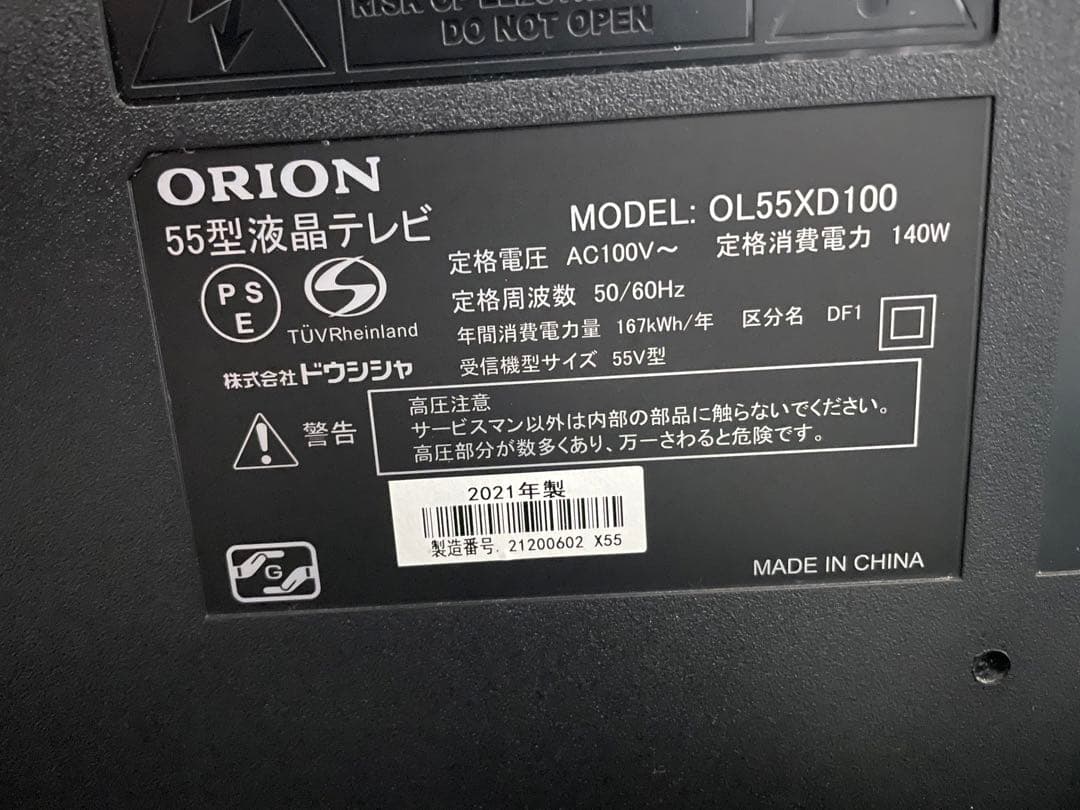 DO NOT OPEN
ORION
55型液晶テレビ
MODEL: OL55XD100
定格電圧 AC100V～ 定格消費電力 140W
定格周波数 50/60Hz
年間消費電力量 167kWh/年 区分名 DF1
受信機型サイズ 55V型
PSE
TÜVRheinland
株式会社ドウシシャ
警告
高圧注意
サービスマン以外は内部の部品に触らないでください。
高圧部分が数多くあり、万一さわると危険です。
2021年製
製造番号. 21200602 X55
G
MADE IN CHINA